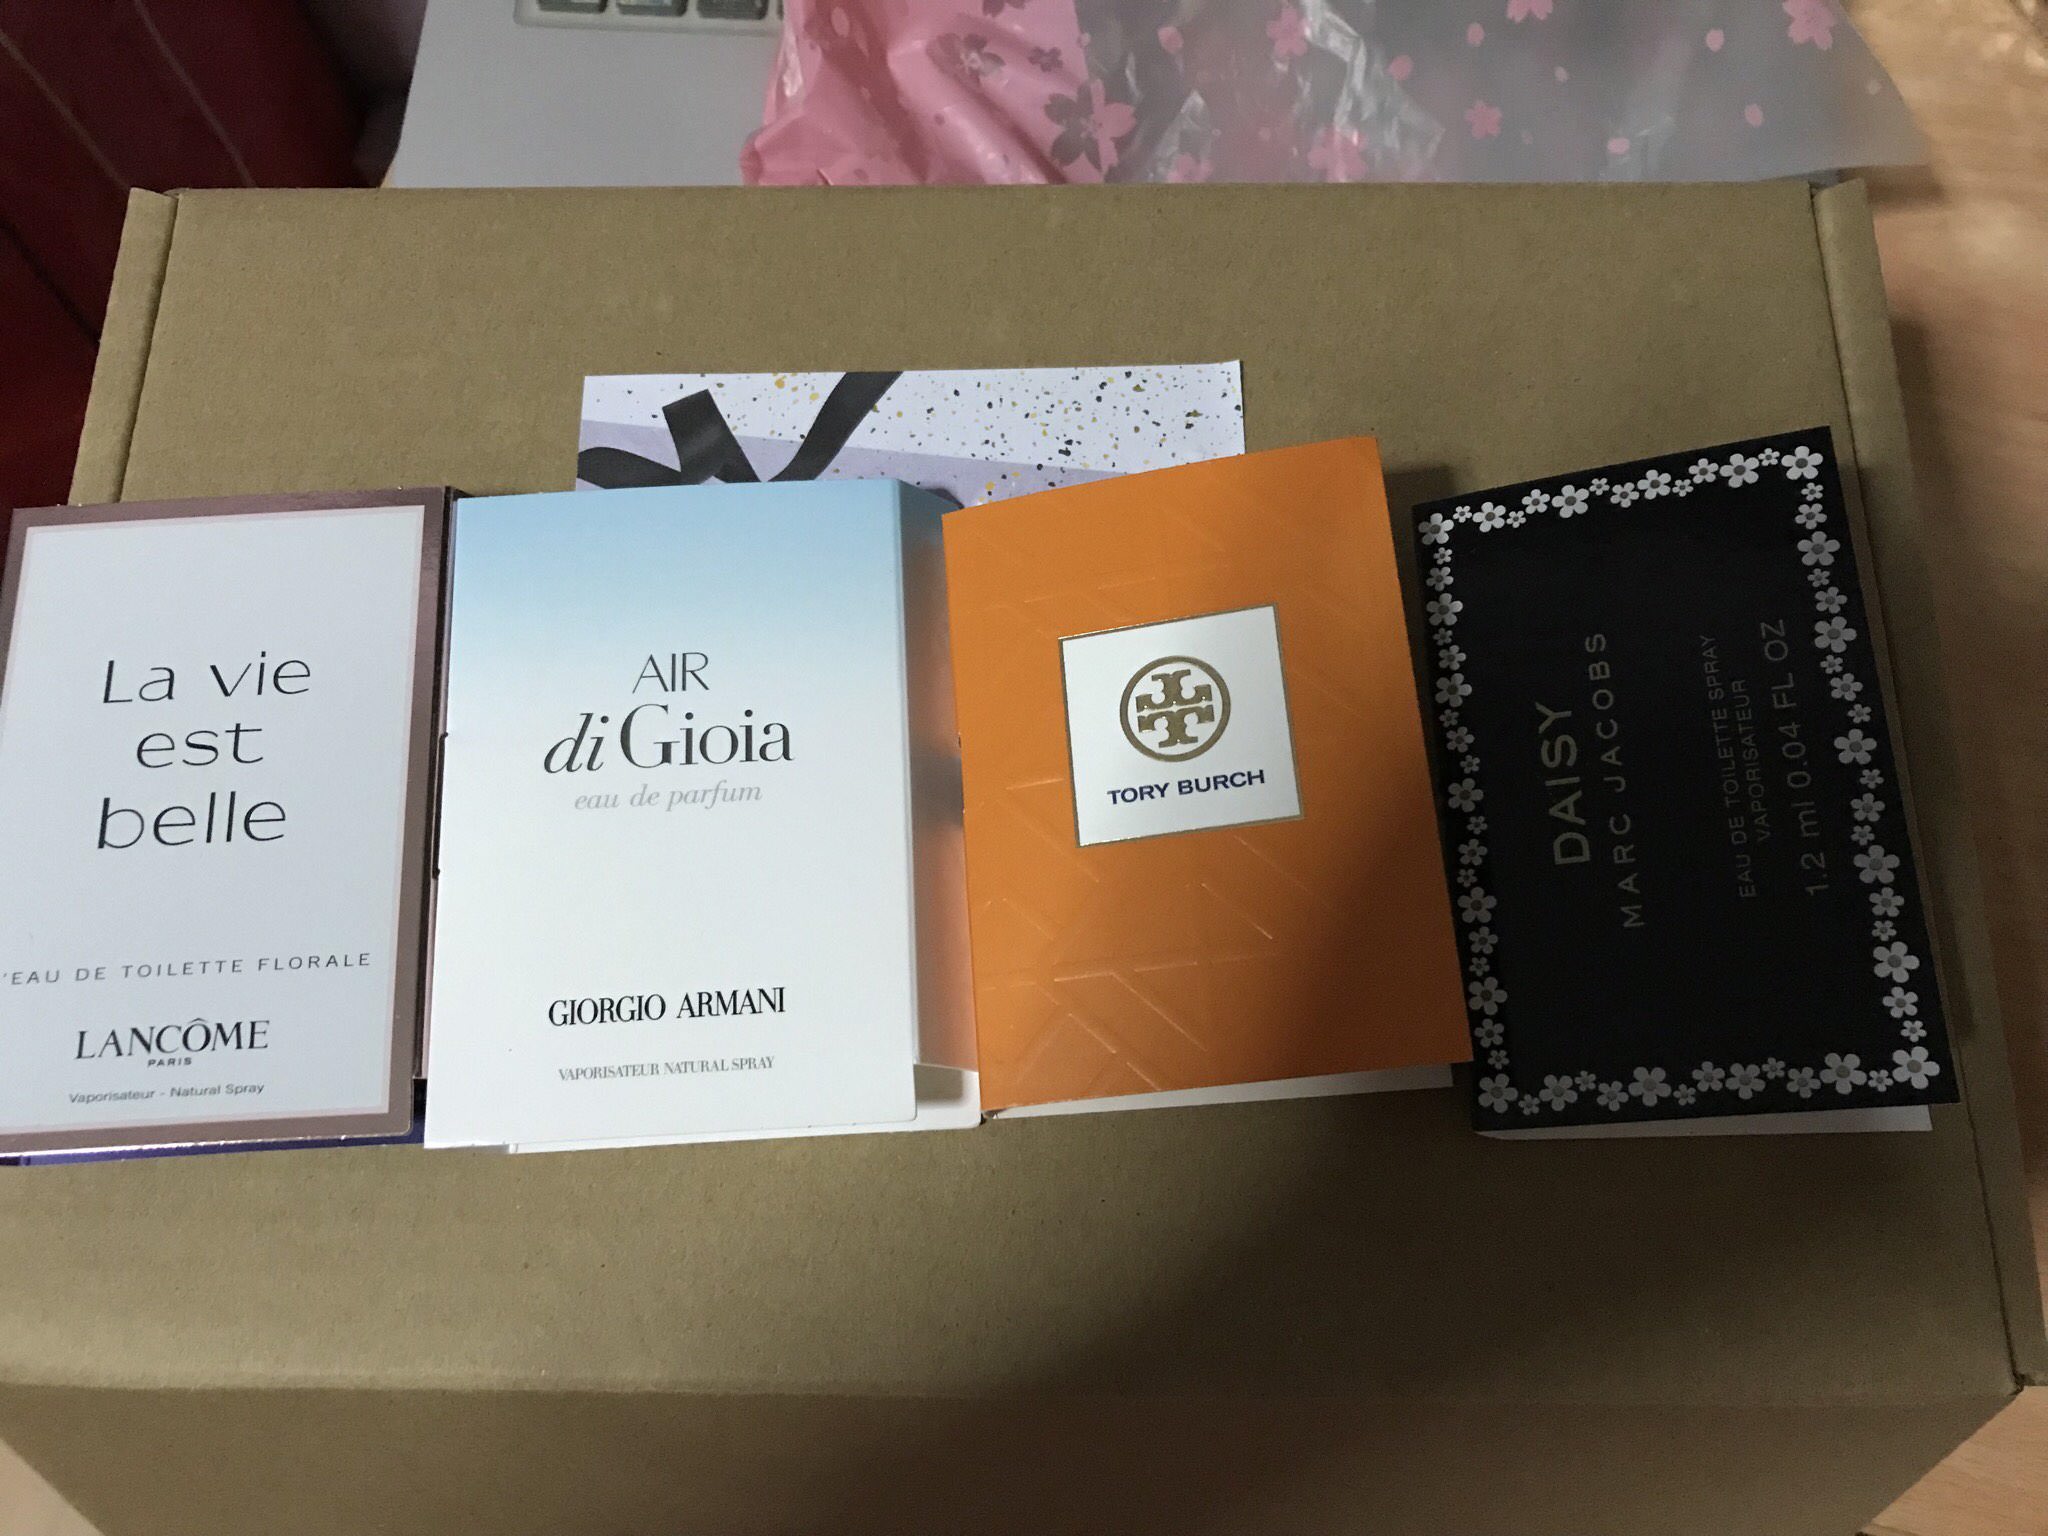 La vie
est
belle
'EAU DE TOILETTE FLORALE
LANCÔME
PARIS
Vaporisateur - Natural Spray
AIR
di Gioia
eau de parfum
GIORGIO ARMANI
VAPORISATEUR NATURAL SPRAY
TORY BURCH
DAISY
MARC JACOBS
EAU DE TOILETTE SPRAY
VAPORISATEUR
1.2 ml 0.04 FL OZ